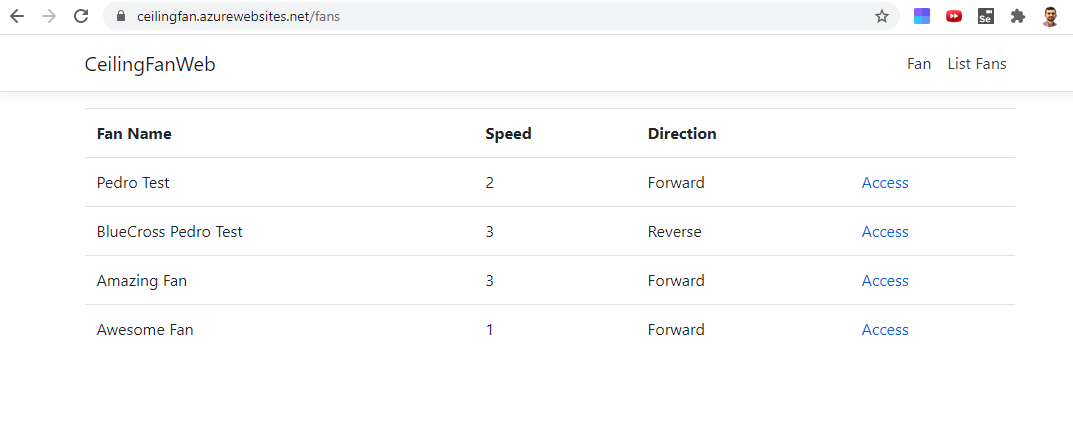 ceilingfan.azurewebsites.net/fans
Se
CeilingFanWeb Fan List Fans
Fan Name Speed Direction
Pedro Test 2 Forward Access
BlueCross Pedro Test 3 Reverse Access
Amazing Fan 3 Forward Access
Awesome Fan 1 Forward Access